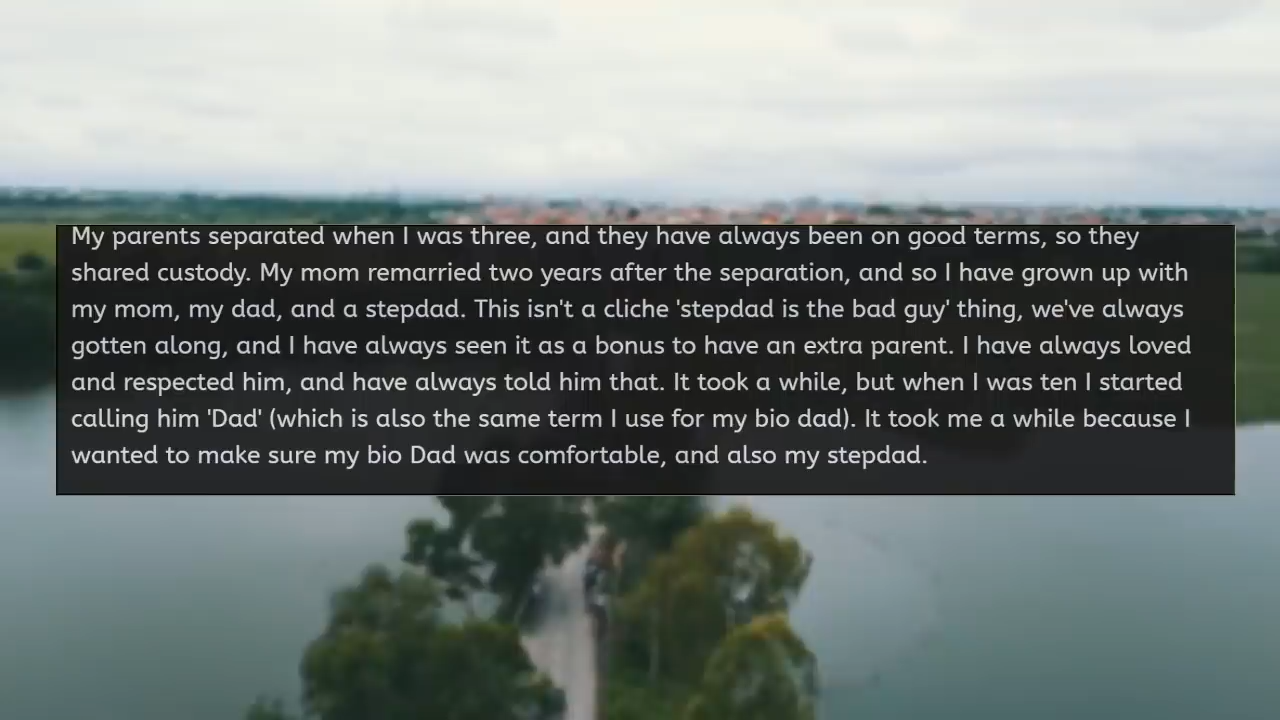 My parents separated when I was three, and they have always been on good terms, so they
shared custody. My mom remarried two years after the separation, and so I have grown up with
my mom, my dad, and a stepdad. This isn't a cliche 'stepdad is the bad guy' thing, we've always
gotten along, and I have always seen it as a bonus to have an extra parent. I have always loved
and respected him, and have always told him that. It took a while, but when I was ten I started
calling him 'Dad' (which is also the same term I use for my bio dad). It took me a while because I
wanted to make sure my bio Dad was comfortable, and also my stepdad.